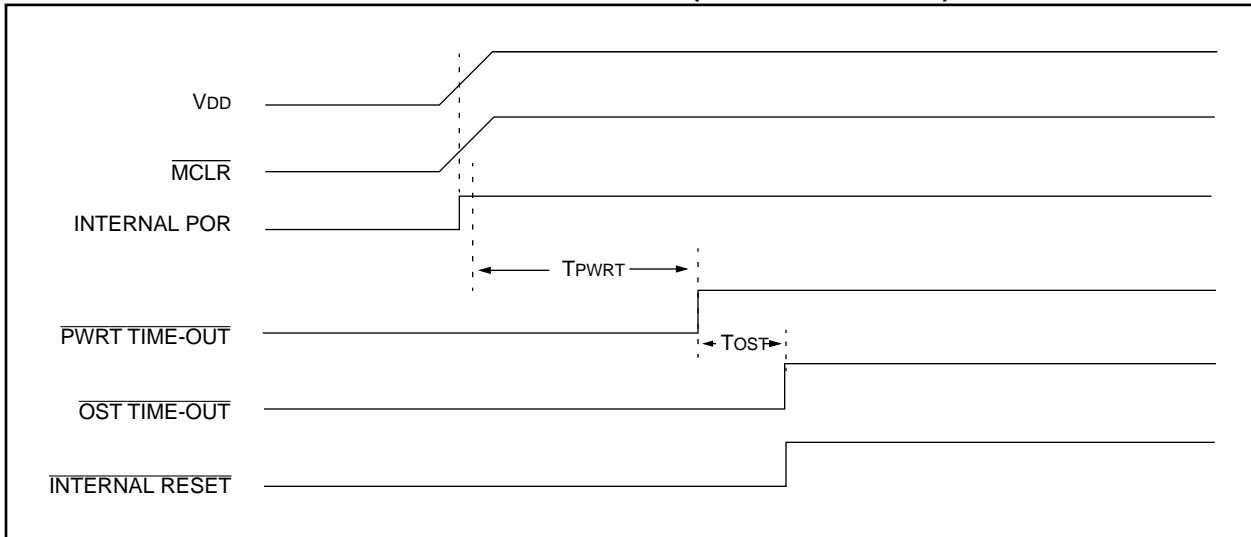 VDD
MCLR
INTERNAL POR
TPWRT
PWRT TIME-OUT
TOST
OST TIME-OUT
INTERNAL RESET